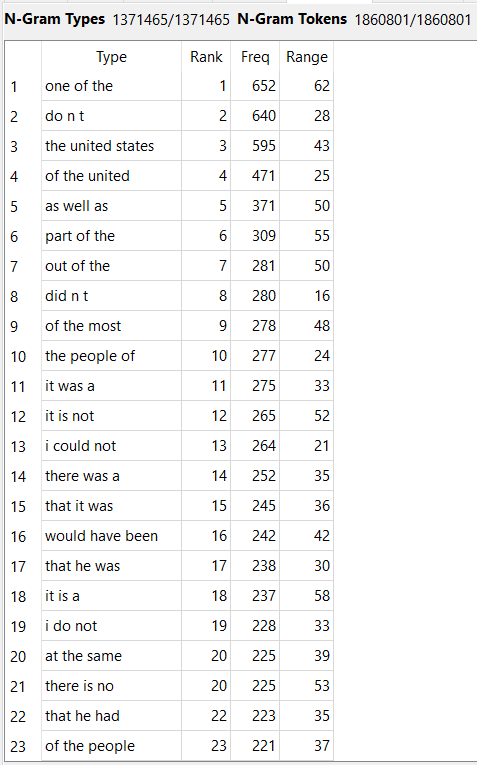 N-Gram Types 1371465/1371465 N-Gram Tokens 1860801/1860801
Type Rank Freq Range
1 one of the 1 652 62
2 do n t 2 640 28
3 the united states 3 595 43
4 of the united 4 471 25
5 as well as 5 371 50
6 part of the 6 309 55
7 out of the 7 281 50
8 did n t 8 280 16
9 of the most 9 278 48
10 the people of 10 277 24
11 it was a 11 275 33
12 it is not 12 265 52
13 i could not 13 264 21
14 there was a 14 252 35
15 that it was 15 245 36
16 would have been 16 242 42
17 that he was 17 238 30
18 it is a 18 237 58
19 i do not 19 228 33
20 at the same 20 225 39
21 there is no 20 225 53
22 that he had 22 223 35
23 of the people 23 221 37